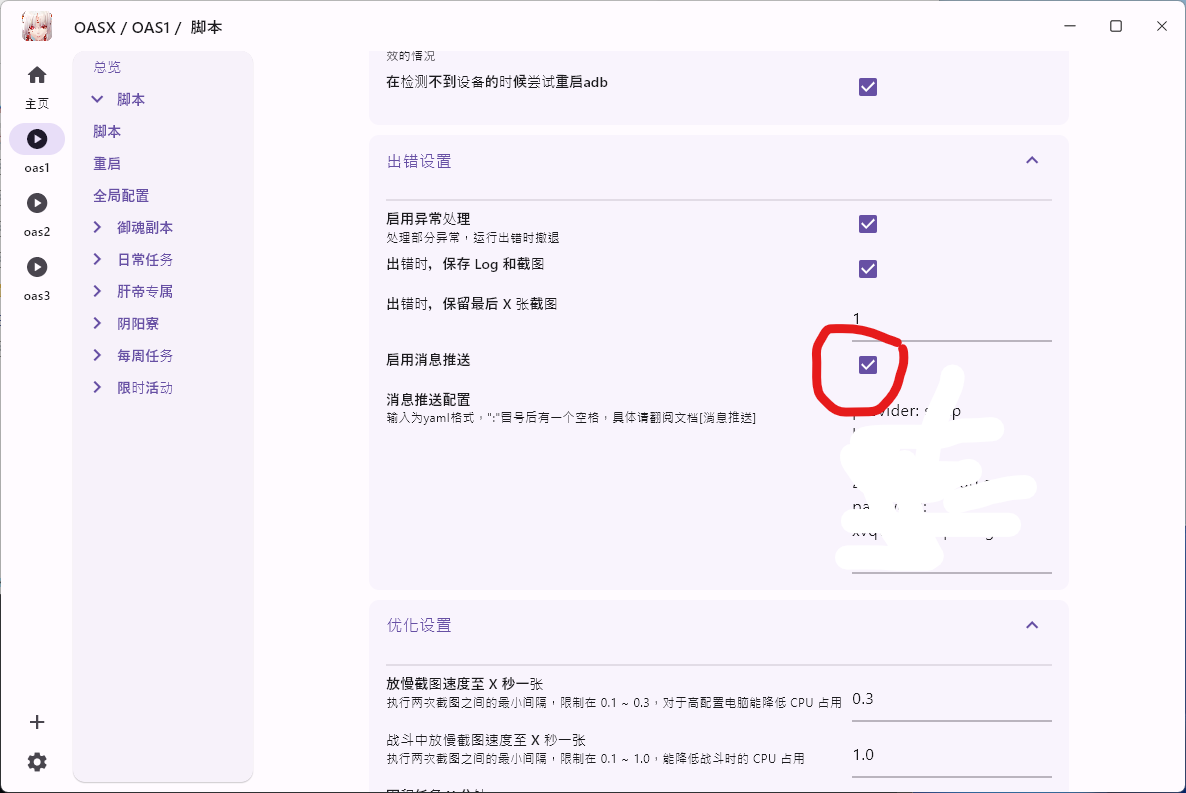 OASX / OAS1 / 脚本
主页
oas1
oas2
oas3
总览
脚本
脚本
重启
全局配置
御魂副本
日常任务
肝帝专属
阴阳寮
每周任务
限时活动
效的情况
在检测不到设备的时候尝试重启adb
出错设置
启用异常处理
处理部分异常，运行出错时撤退
出错时，保存 Log 和截图
出错时，保留最后 X 张截图
1
启用消息推送
消息推送配置
输入为yaml格式，":"冒号后有一个空格，具体请翻阅文档[消息推送]
优化设置
放慢截图速度至 X 秒一张
执行两次截图之间的最小间隔，限制在 0.1 ~ 0.3，对于高配置电脑能降低 CPU 占用
0.3
战斗中放慢截图速度至 X 秒一张
执行两次截图之间的最小间隔，限制在 0.1 ~ 1.0，能降低战斗时的 CPU 占用
1.0